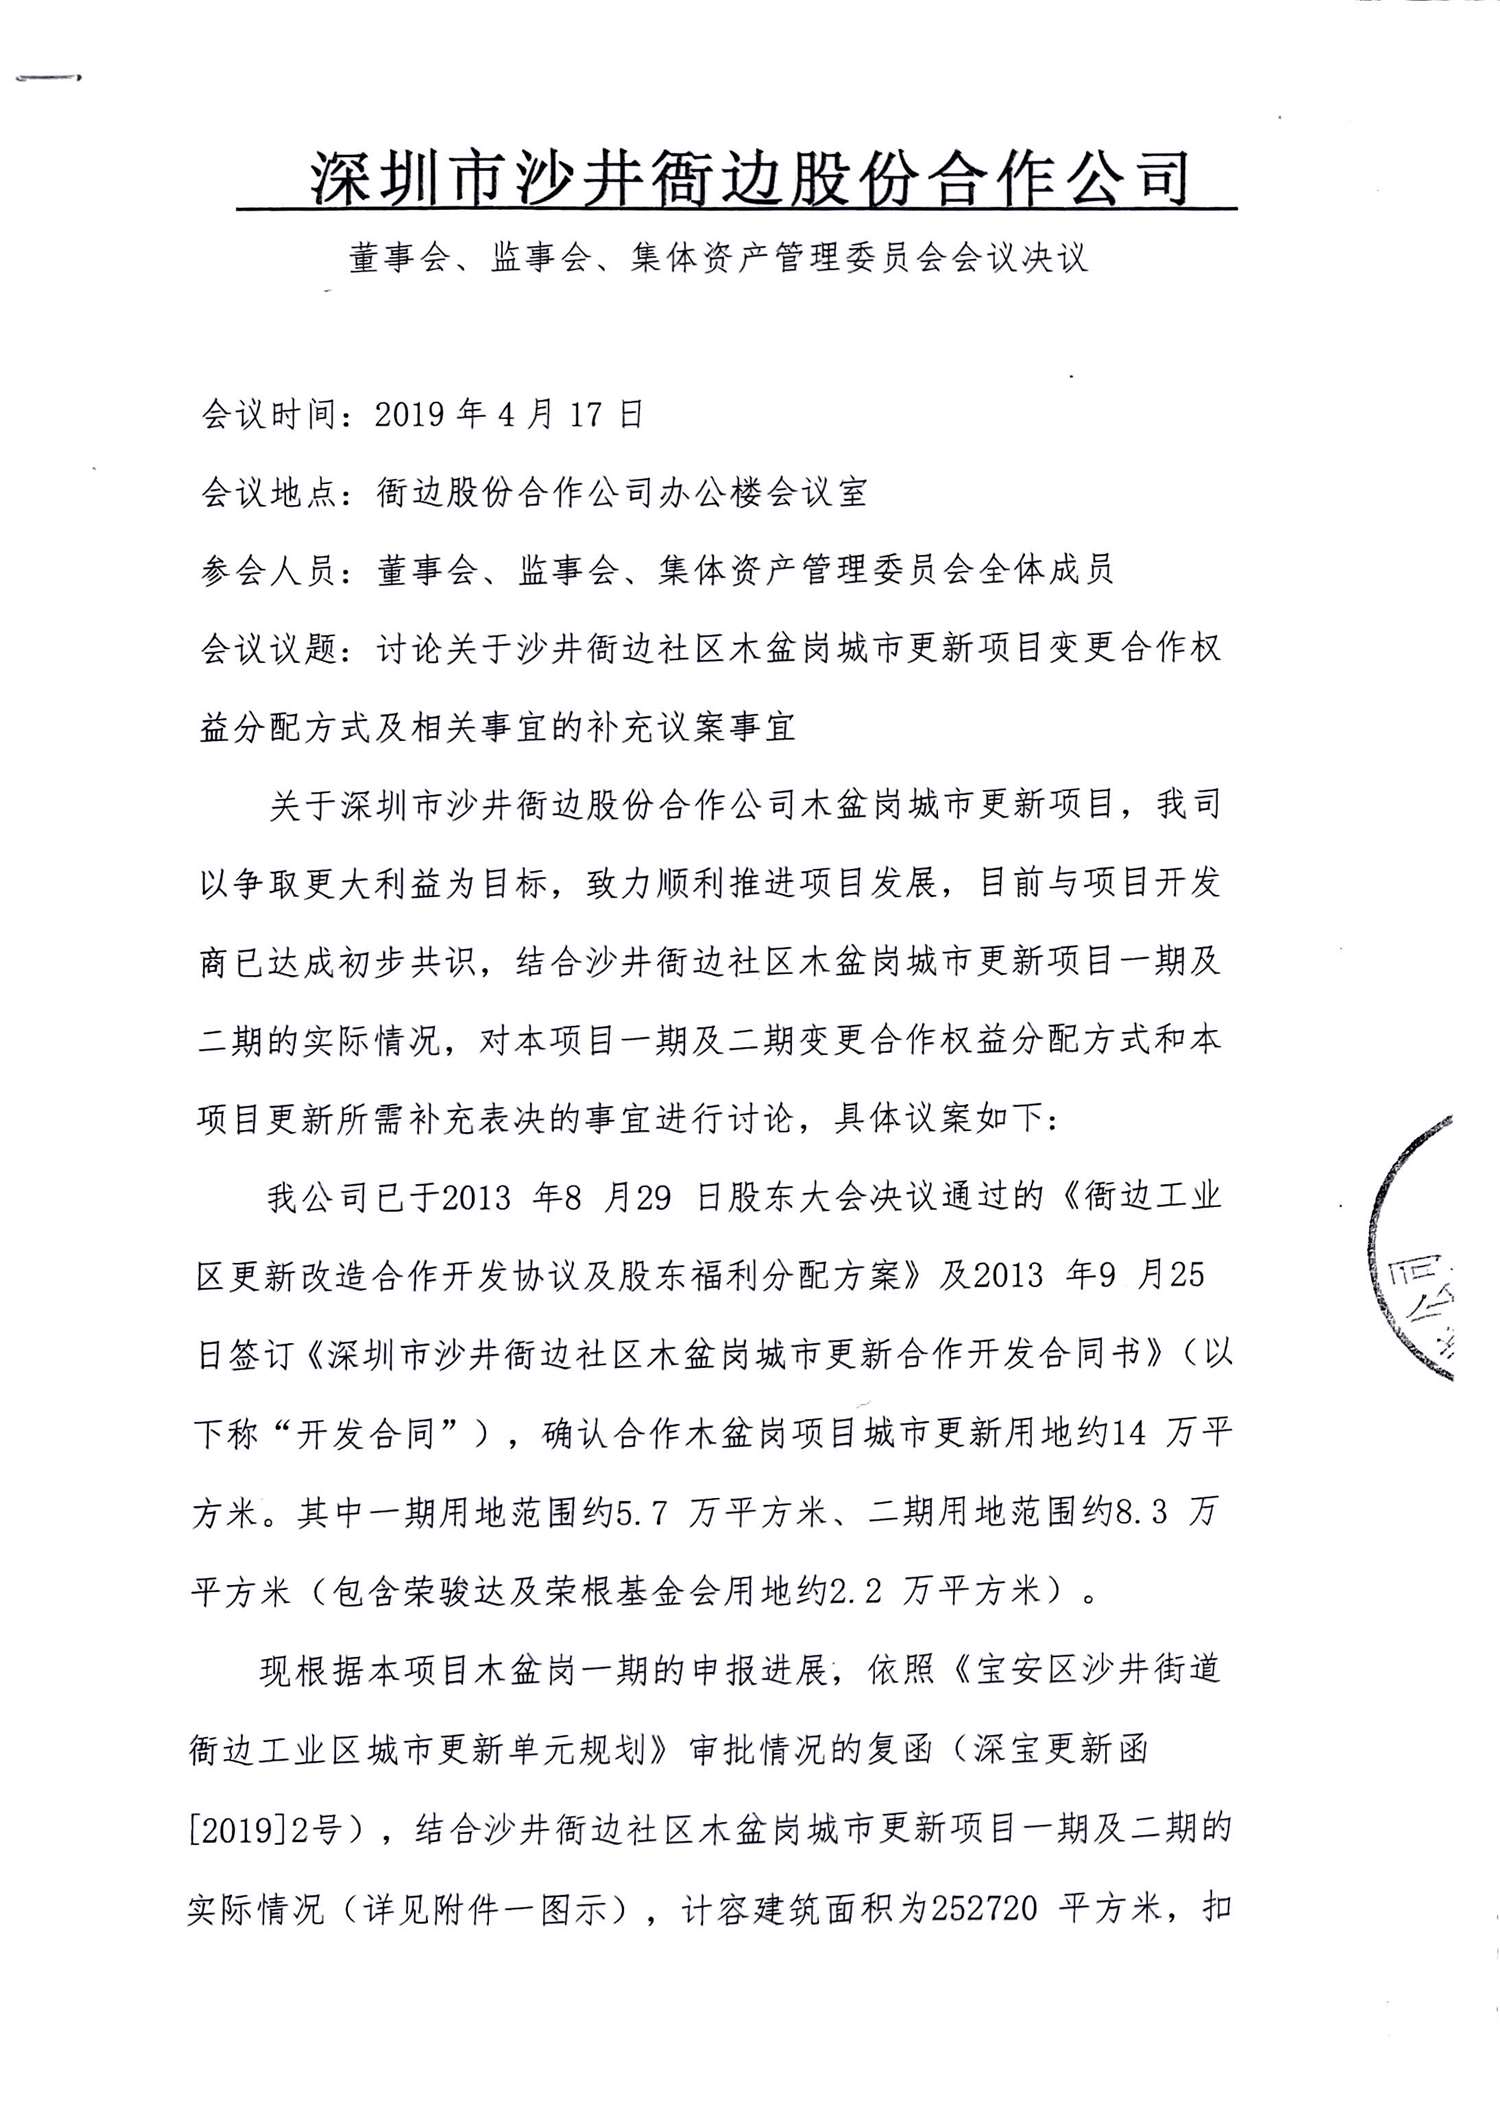 深圳市沙井衙边股份合作公司
董事会、监事会、集体资产管理委员会会议决议
会议时间：2019年4月17日
会议地点：衙边股份合作公司办公楼会议室
参会人员：董事会、监事会、集体资产管理委员会全体成员
会议议题：讨论关于沙井衙边社区木盆岗城市更新项目变更合作权
益分配方式及相关事宜的补充议案事宜
关于深圳市沙井衙边股份合作公司木盆岗城市更新项目，我司
以争取更大利益为目标，致力顺利推进项目发展，目前与项目开发
商已达成初步共识，结合沙井衙边社区木盆岗城市更新项目一期及
二期的实际情况，对本项目一期及二期变更合作权益分配方式和本
项目更新所需补充表决的事宜进行讨论，具体议案如下：
我公司已于2013 年8 月29 日股东大会决议通过的《衙边工业
区更新改造合作开发协议及股东福利分配方案》及2013 年9 月25
日签订《深圳市沙井衙边社区木盆岗城市更新合作开发合同书》（以
下称“开发合同”），确认合作木盆岗项目城市更新用地约14 万平
方米。其中一期用地范围约5.7 万平方米、二期用地范围约8.3 万
平方米（包含荣骏达及荣根基金会用地约2.2 万平方米）。
现根据本项目木盆岗一期的申报进展，依照《宝安区沙井街道
衙边工业区城市更新单元规划》审批情况的复函（深宝更新函
[2019]2号），结合沙井衙边社区木盆岗城市更新项目一期及二期的
实际情况（详见附件一图示），计容建筑面积为252720 平方米，扣
司
公